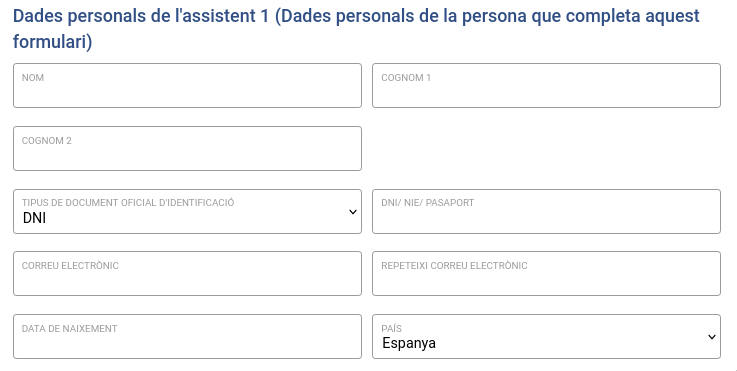 Dades personals de l'assistent 1 (Dades personals de la persona que completa aquest
formulari)
NOM
COGNOM 1
COGNOM 2
TIPUS DE DOCUMENT OFICIAL D'IDENTIFICACIÓ
DNI
DNI/ NIE/ PASAPORT
CORREU ELECTRÒNIC
REPETEIXI CORREU ELECTRÒNIC
DATA DE NAIXEMENT
PAÍS
Espanya